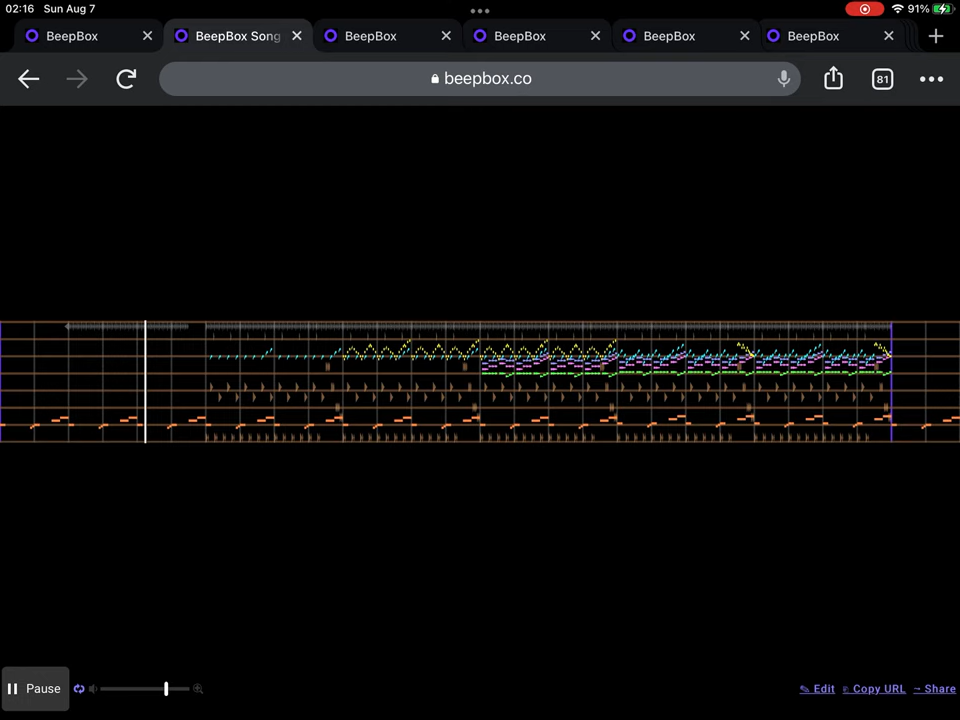 02:16 Sun Aug 7
91%
BeepBox
BeepBox Song
BeepBox
BeepBox
BeepBox
BeepBox
beepbox.co
81
Pause
Edit
Copy URL
Share